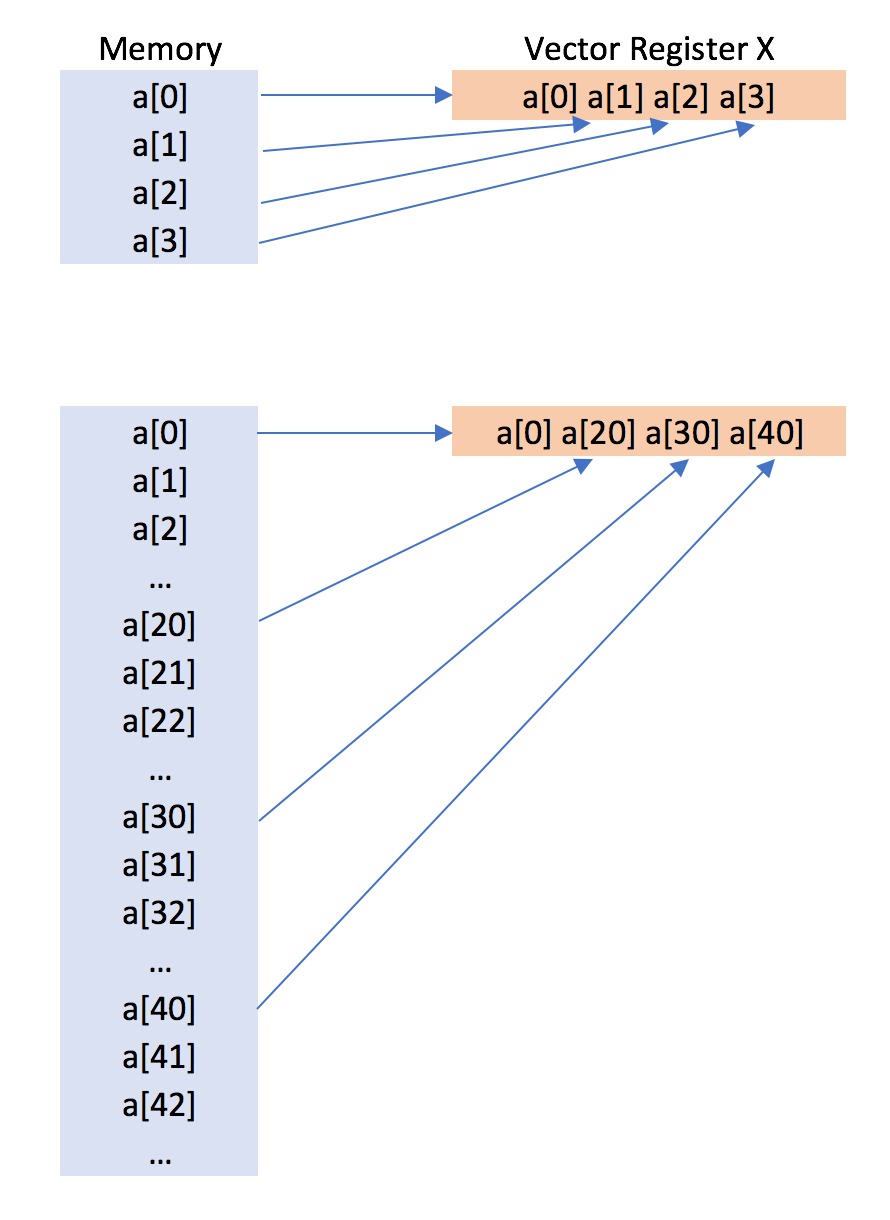 Memory
Vector Register X
a[0]
a[1]
a[2]
a[3]
a[0] a[1] a[2] a[3]
a[0]
a[1]
a[2]
...
a[20]
a[21]
a[22]
...
a[30]
a[31]
a[32]
...
a[40]
a[41]
a[42]
...
a[0] a[20] a[30] a[40]